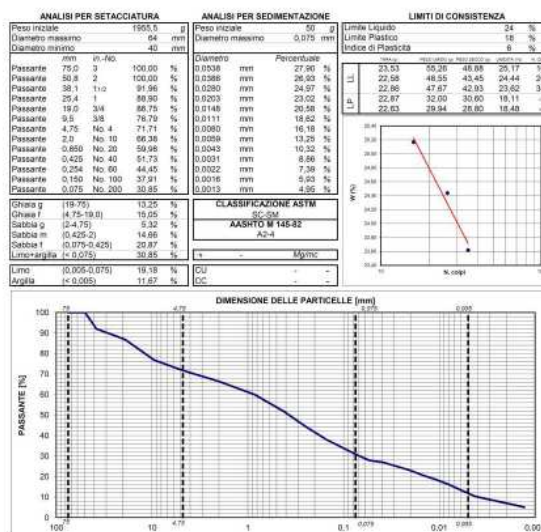 ANALISI PER SETACCIATURA
Peso iniziale 1955,5 g
Diametro massimo 64 mm
Diametro minimo 40 mm
mm in.-No.
Passante 75,0 3 100,00 %
Passante 50,8 2 100,00 %
Passante 38,1 1 1/2 91,96 %
Passante 25,4 1 88,90 %
Passante 19,0 3/4 86,75 %
Passante 9,5 3/8 76,79 %
Passante 4,75 No. 4 71,71 %
Passante 2,0 No. 10 66,38 %
Passante 0,850 No. 20 59,98 %
Passante 0,425 No. 40 51,73 %
Passante 0,254 No. 60 44,45 %
Passante 0,150 No. 100 37,91 %
Passante 0,075 No. 200 30,85 %
Ghiaia g (19-75) 13,25 %
Ghiaia f (4,75-19,0) 15,05 %
Sabbia g (2-4,75) 5,32 %
Sabbia m (0,425-2) 14,66 %
Sabbia f (0,075-0,425) 20,87 %
Limo+argilla (< 0,075) 30,85 %
Limo (0,005-0,075) 19,18 %
Argilla (< 0,005) 11,67 %
ANALISI PER SEDIMENTAZIONE
Peso iniziale 50 g
Diametro massimo 0,075 mm
Diametro Percentuale
0,0538 mm 27,90 %
0,0388 mm 26,93 %
0,0280 mm 24,97 %
0,0203 mm 23,02 %
0,0148 mm 20,58 %
0,0111 mm 18,62 %
0,0080 mm 16,18 %
0,0059 mm 13,25 %
0,0043 mm 10,32 %
0,0031 mm 8,86 %
0,0022 mm 7,39 %
0,0016 mm 5,93 %
0,0013 mm 4,95 %
CLASSIFICAZIONE ASTM
SC-SM
AASHTO M 145-82
A2-4
- Mg/mc
CU - -
CC - -
LIMITI DI CONSISTENZA
Limite Liquido 24 %
Limite Plastico 18 %
Indice di Plasticità 6 %
LL
23,53 55,26 48,88 25,17
22,58 48,55 43,45 24,44
22,86 47,67 42,93 23,62
LP
22,87 32,00 30,60 18,11
22,63 29,94 28,80 18,48
W (%)
N. colpi
DIMENSIONE DELLE PARTICELLE [mm]
75 4,75 0,075 0,005
PASSANTE [%]
100
90
80
70
60
50
40
30
20
10
0
100 10 1 0,1 0,01 0,00
75 4,75 0,075 0,005